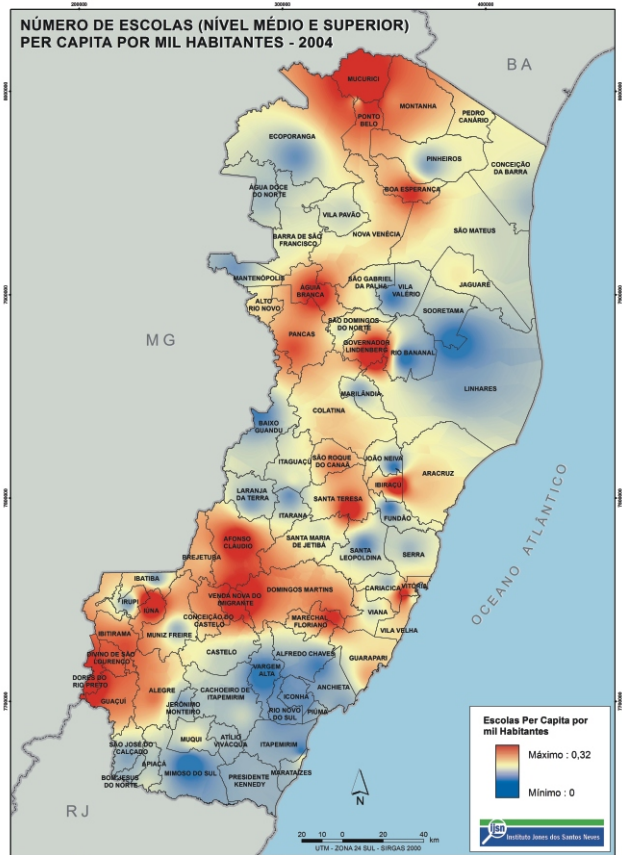 NÚMERO DE ESCOLAS (NÍVEL MÉDIO E SUPERIOR)
PER CAPITA POR MIL HABITANTES - 2004
200000
300000
400000
BA
MUCURICI
MONTANHA
PONTO
BELO
PEDRO
CANÁRIO
ECOPORANGA
PINHEIROS
CONCEIÇÃO
DA BARRA
ÁGUA DOCE
DO NORTE
BOA ESPERANÇA
VILA PAVÃO
NOVA VENÉCIA
SÃO MATEUS
BARRA DE SÃO
FRANCISCO
MANTENÓPOLIS
ÁGUIA
BRANCA
SÃO GABRIEL
DA PALHA
VILA
VALÉRIO
JAGUARÉ
ALTO
RIO NOVO
SOORETAMA
MG
PANCAS
SÃO DOMINGOS
DO NORTE
GOVERNADOR
LINDENBERG
RIO BANANAL
LINHARES
MARILÂNDIA
COLATINA
BAIXO
GUANDU
ITAGUAÇU
SÃO ROQUE
DO CANAÃ
JOÃO NEIVA
ARACRUZ
LARANJA
DA TERRA
IBIRAÇU
SANTA TERESA
ITARANA
FUNDÃO
AFONSO
CLÁUDIO
SANTA MARIA
DE JETIBÁ
BREJETUBA
SANTA
LEOPOLDINA
SERRA
IBATIBA
IRUPI
IÚNA
VENDA NOVA DO
IMIGRANTE
DOMINGOS MARTINS
CARIACICA
VITÓRIA
VIANA
CONCEIÇÃO DO
CASTELO
MARECHAL
FLORIANO
VILA VELHA
IBITIRAMA
MUNIZ FREIRE
DIVINO DE SÃO
LOURENÇO
CASTELO
ALFREDO CHAVES
GUARAPARI
DORES DO
RIO PRETO
VARGEM
ALTA
GUAÇUÍ
ALEGRE
CACHOEIRO DE
ITAPEMIRIM
ICONHA
ANCHIETA
JERÔNIMO
MONTEIRO
RIO NOVO
DO SUL
PIÚMA
SÃO JOSÉ DO
CALÇADO
MUQUI
ATÍLIO
VIVACQUA
ITAPEMIRIM
APIACÁ
BOM JESUS
DO NORTE
MIMOSO DO SUL
PRESIDENTE
KENNEDY
MARATAÍZES
RJ
OCEANO ATLÂNTICO
N
20 10 0 20 40
km
UTM - ZONA 24 SUL - SIRGAS 2000
Escolas Per Capita por
mil Habitantes
Máximo : 0,32
Mínimo : 0
ijsn
Instituto Jones dos Santos Neves